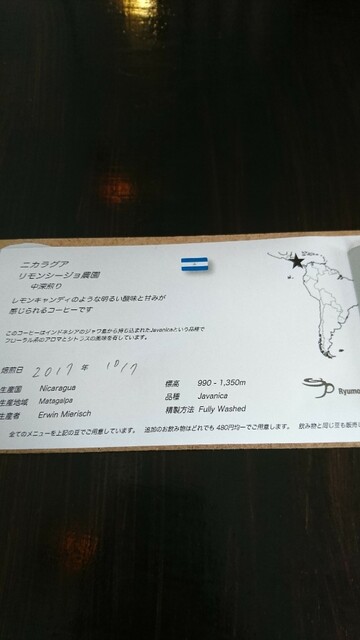 ニカラグア
リモンシージョ農園
中深煎り
レモンキャンディのような明るい酸味と甘みが
感じられるコーヒーです
このコーヒーはインドネシアのジャワ島から持ち込まれたJavanicaという品種で
フローラル系のアロマとシトラスの風味を有しています。
焙煎日 2017 年 10/7
生産国 Nicaragua
生産地域 Matagalpa
生産者 Erwin Mierisch
標高 990 - 1,350m
品種 Javanica
精製方法 Fully Washed
Ryumo
全てのメニューを上記の豆でご用意しています。 追加のお飲み物はどれでも 480円均一でご用意します。 飲み物と同じ豆も販売